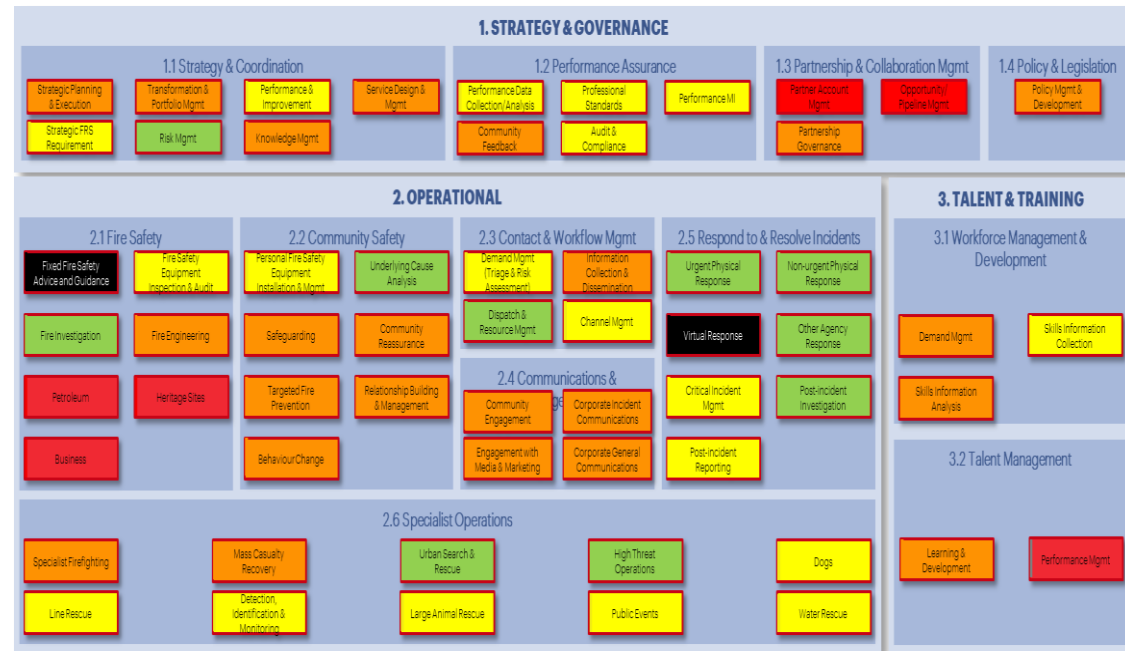 1. STRATEGY & GOVERNANCE
1.1 Strategy & Coordination
Strategic Planning
& Execution
Transformation &
Portfolio Mgmt
Performance &
Improvement
Service Design &
Mgmt
Strategic FRS
Requirement
Risk Mgmt
Knowledge Mgmt
1.2 Performance Assurance
Performance Data
Collection/Analysis
Professional
Standards
Performance MI
Community
Feedback
Audit &
Compliance
1.3 Partnership & Collaboration Mgmt
Partner Account
Mgmt
Opportunity/
Pipeline Mgmt
Partnership
Governance
1.4 Policy & Legislation
Policy Mgmt &
Development
2. OPERATIONAL
2.1 Fire Safety
Fixed Fire Safety
Advice and Guidance
Fire Safety
Equipment
Inspection & Audit
Fire Investigation
Fire Engineering
Petroleum
Heritage Sites
Business
2.2 Community Safety
Personal Fire Safety
Equipment
Installation & Mgmt
Underlying Cause
Analysis
Safeguarding
Community
Reassurance
Targeted Fire
Prevention
Relationship Building
& Management
Behaviour Change
2.3 Contact & Workflow Mgmt
Demand Mgmt
(Triage & Risk
Assessment)
Information
Collection &
Dissemination
Dispatch &
Resource Mgmt
Channel Mgmt
2.4 Communications &
Community
Engagement
Corporate Incident
Communications
Engagement with
Media & Marketing
Corporate General
Communications
2.5 Respond to & Resolve Incidents
Urgent Physical
Response
Non-urgent Physical
Response
Virtual Response
Other Agency
Response
Critical Incident
Mgmt
Post-incident
Investigation
Post-incident
Reporting
2.6 Specialist Operations
Specialist Firefighting
Mass Casualty
Recovery
Urban Search &
Rescue
High Threat
Operations
Dogs
Line Rescue
Detection,
Identification &
Monitoring
Large Animal Rescue
Public Events
Water Rescue
3. TALENT & TRAINING
3.1 Workforce Management &
Development
Demand Mgmt
Skills Information
Collection
Skills Information
Analysis
3.2 Talent Management
Learning &
Development
Performance Mgmt